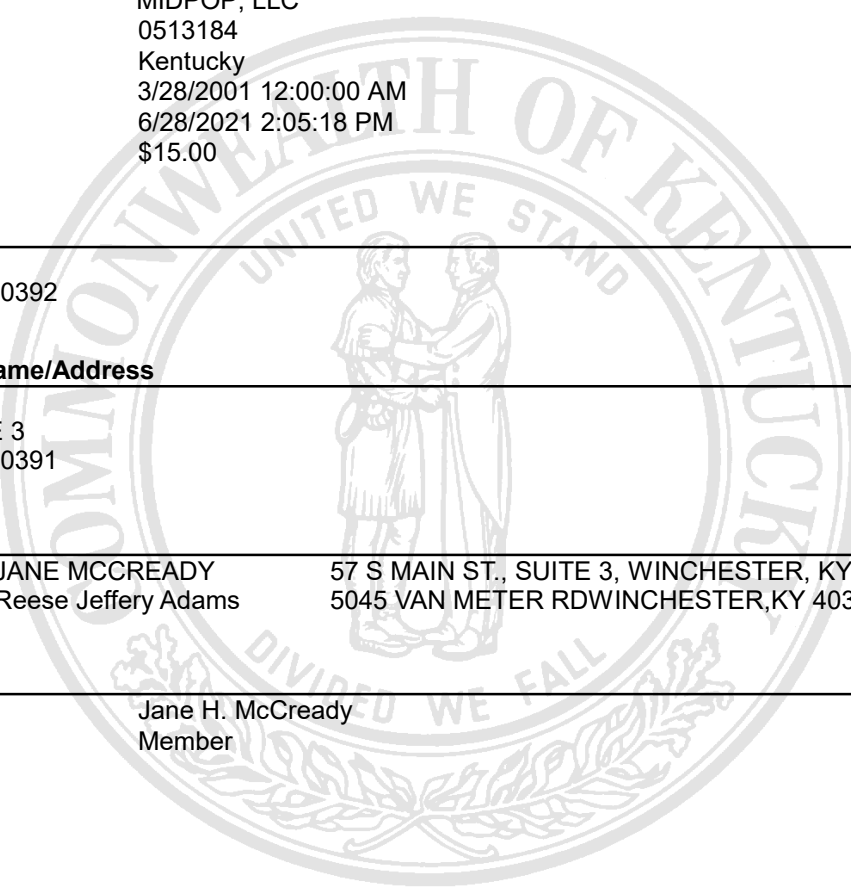 MIDPOP, LLC
0513184
Kentucky
3/28/2001 12:00:00 AM
6/28/2021 2:05:18 PM
$15.00
0392
ame/Address
E 3
0391
JANE MCCREADY 57 S MAIN ST., SUITE 3, WINCHESTER, KY
Reese Jeffery Adams 5045 VAN METER RDWINCHESTER,KY 403
Jane H. McCready
Member
COMMONWEALTH OF KENTUCKY
UNITED WE STAND
DIVIDED WE FALL